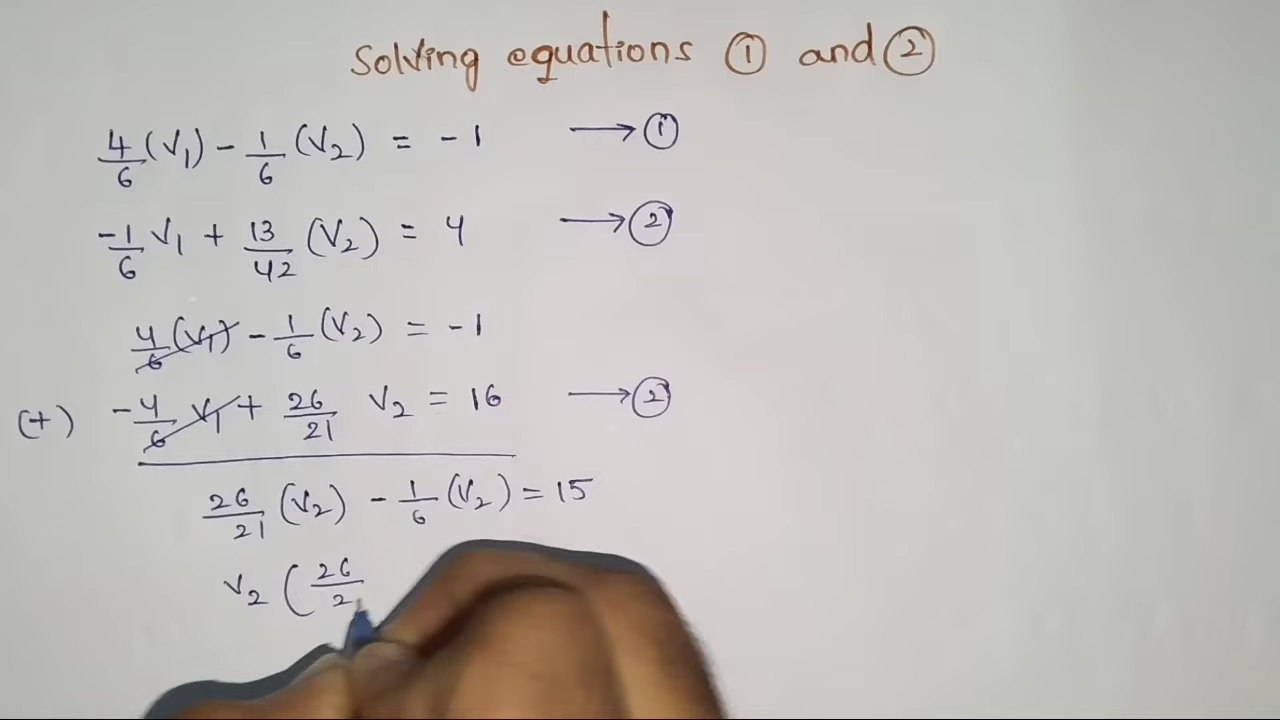 Solving equations ① and ②
4/6 (V₁) - 1/6 (V₂) = -1 → ①
-1/6 V₁ + 13/42 (V₂) = 4 → ②
4/6 (V₁) - 1/6 (V₂) = -1
(+) -4/6 V₁ + 26/21 V₂ = 16 → ②
26/21 (V₂) - 1/6 (V₂) = 15
V₂ (26/2